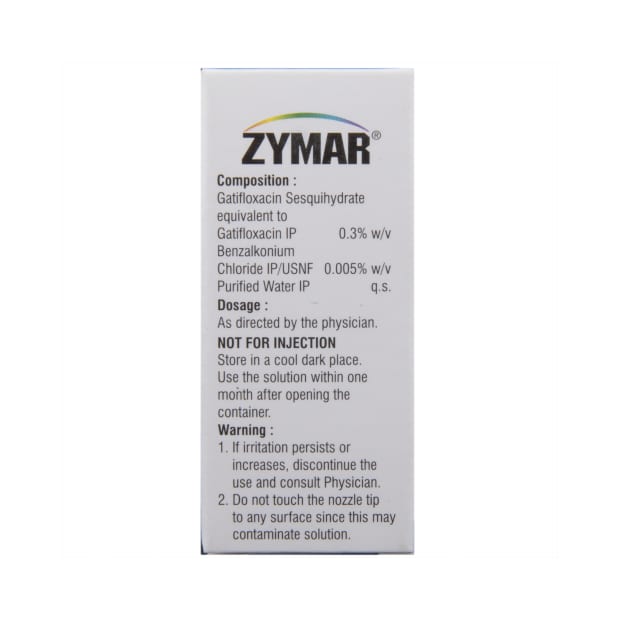 ZYMAR®
Composition :
Gatifloxacin Sesquihydrate
equivalent to
Gatifloxacin IP 0.3% w/v
Benzalkonium
Chloride IP/USNF 0.005% w/v
Purified Water IP q.s.
Dosage :
As directed by the physician.
NOT FOR INJECTION
Store in a cool dark place.
Use the solution within one
month after opening the
container.
Warning :
1. If irritation persists or
increases, discontinue the
use and consult Physician.
2. Do not touch the nozzle tip
to any surface since this may
contaminate solution.